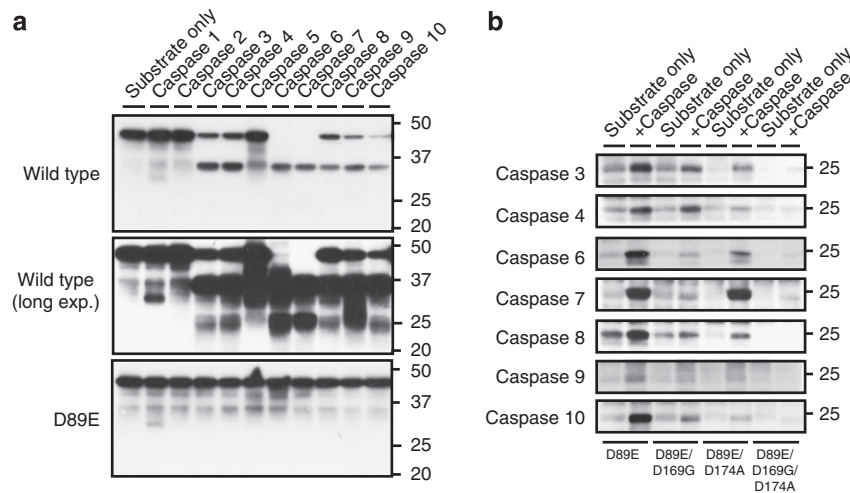 a
Substrate only
Caspase 1
Caspase 2
Caspase 3
Caspase 4
Caspase 5
Caspase 6
Caspase 7
Caspase 8
Caspase 9
Caspase 10
Wild type
50
37
25
20
Wild type
(long exp.)
50
37
25
20
D89E
50
37
25
20
b
Substrate only
+Caspase
Substrate only
+Caspase
Substrate only
+Caspase
Substrate only
+Caspase
Caspase 3
25
Caspase 4
25
Caspase 6
25
Caspase 7
25
Caspase 8
25
Caspase 9
25
Caspase 10
25
D89E
D89E/
D169G
D89E/
D174A
D89E/
D169G/
D174A